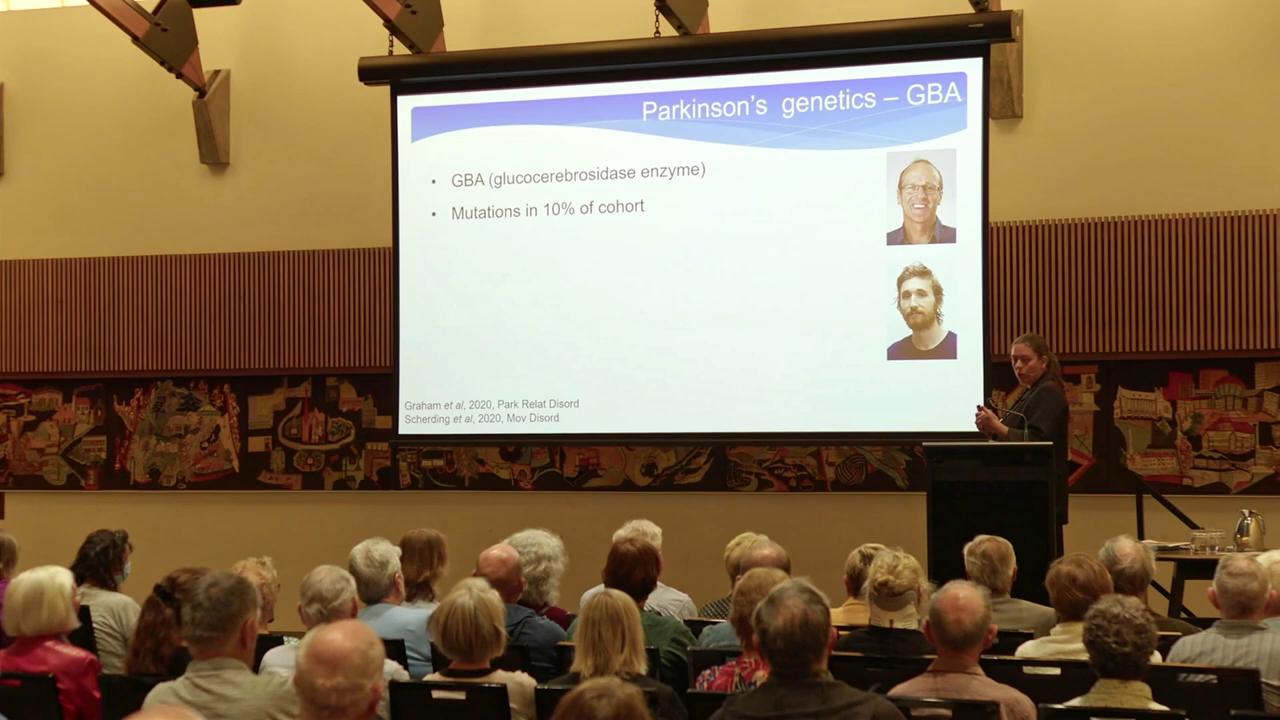 Parkinson's genetics – GBA
• GBA (glucocerebrosidase enzyme)
• Mutations in 10% of cohort
Graham et al, 2020, Park Relat Disord
Scherding et al, 2020, Mov Disord